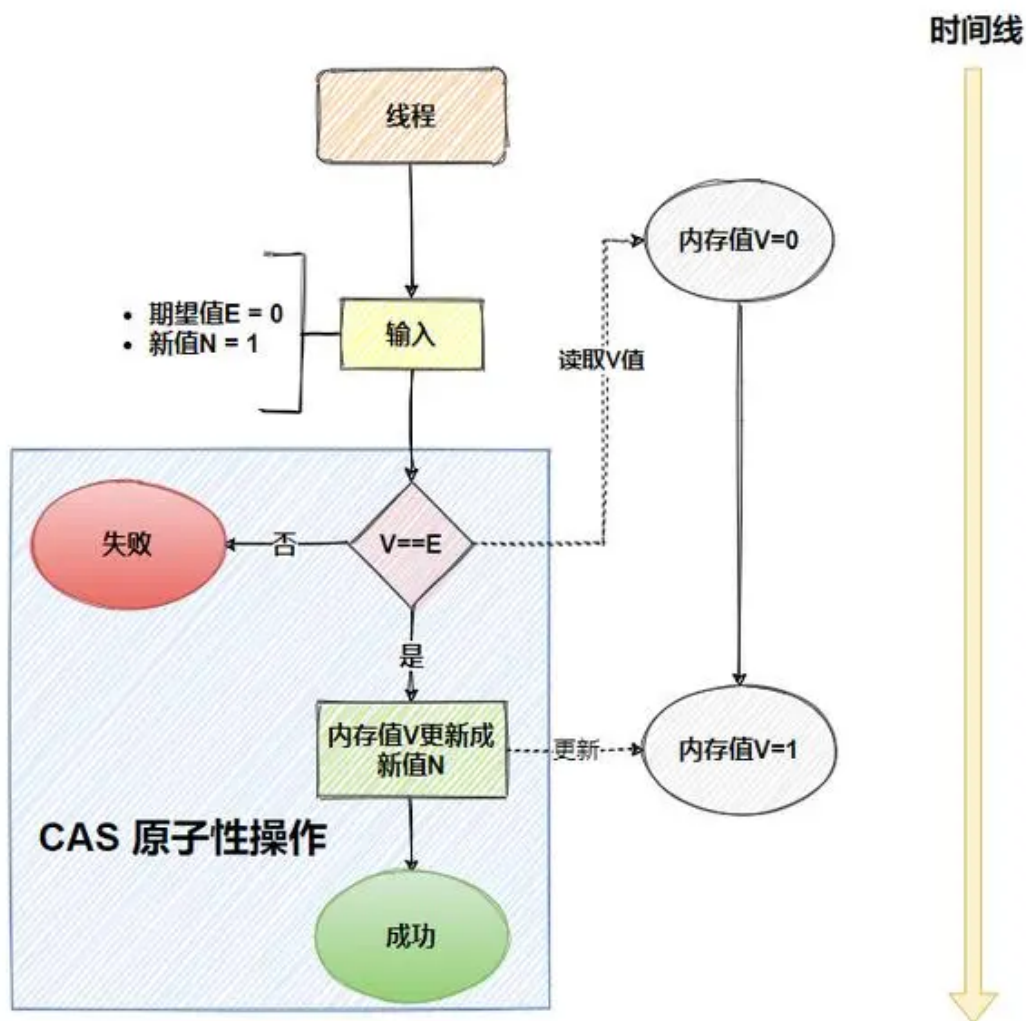 时间线
线程
内存值V=0
• 期望值E = 0
• 新值N = 1
输入
读取V值
失败
否
V==E
是
内存值V更新成
新值N
更新
内存值V=1
CAS 原子性操作
成功